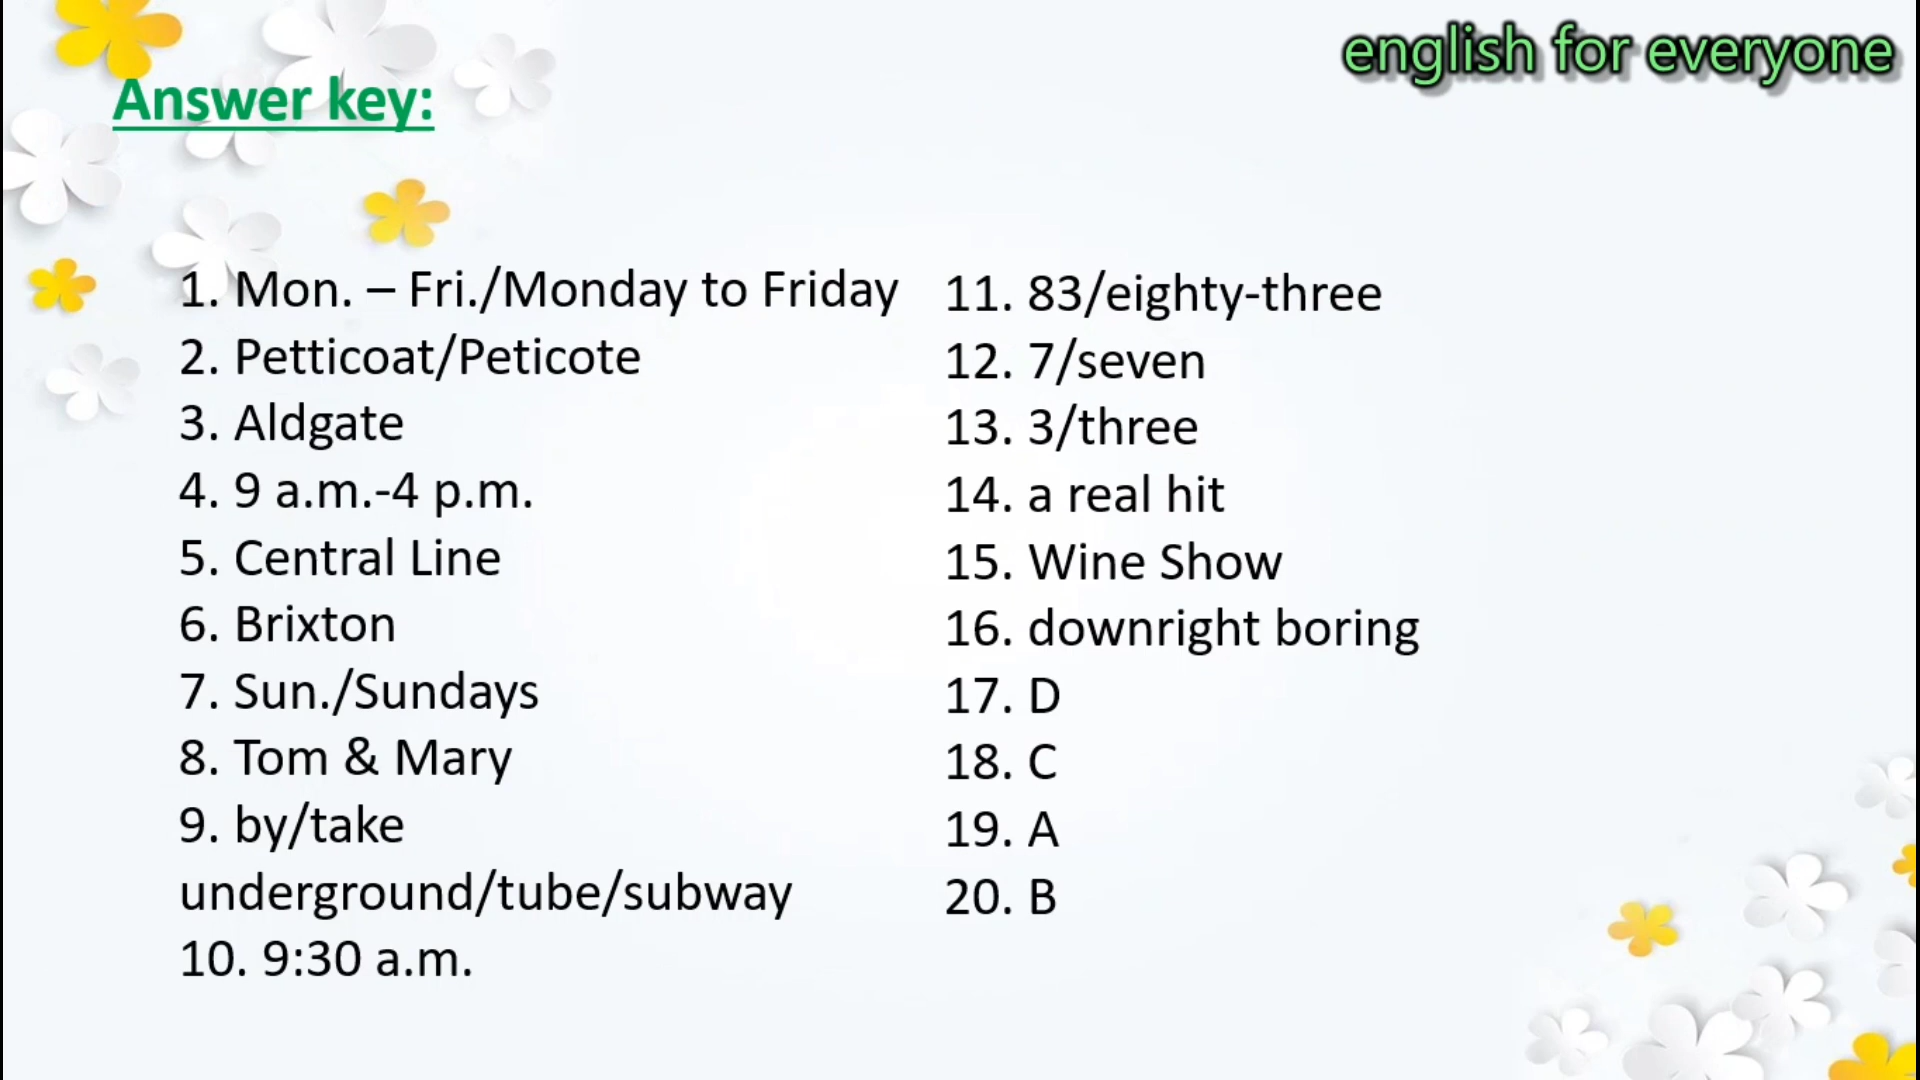 english for everyone
Answer key:
1. Mon. – Fri./Monday to Friday
2. Petticoat/Peticote
3. Aldgate
4. 9 a.m.-4 p.m.
5. Central Line
6. Brixton
7. Sun./Sundays
8. Tom & Mary
9. by/take
underground/tube/subway
10. 9:30 a.m.
11. 83/eighty-three
12. 7/seven
13. 3/three
14. a real hit
15. Wine Show
16. downright boring
17. D
18. C
19. A
20. B